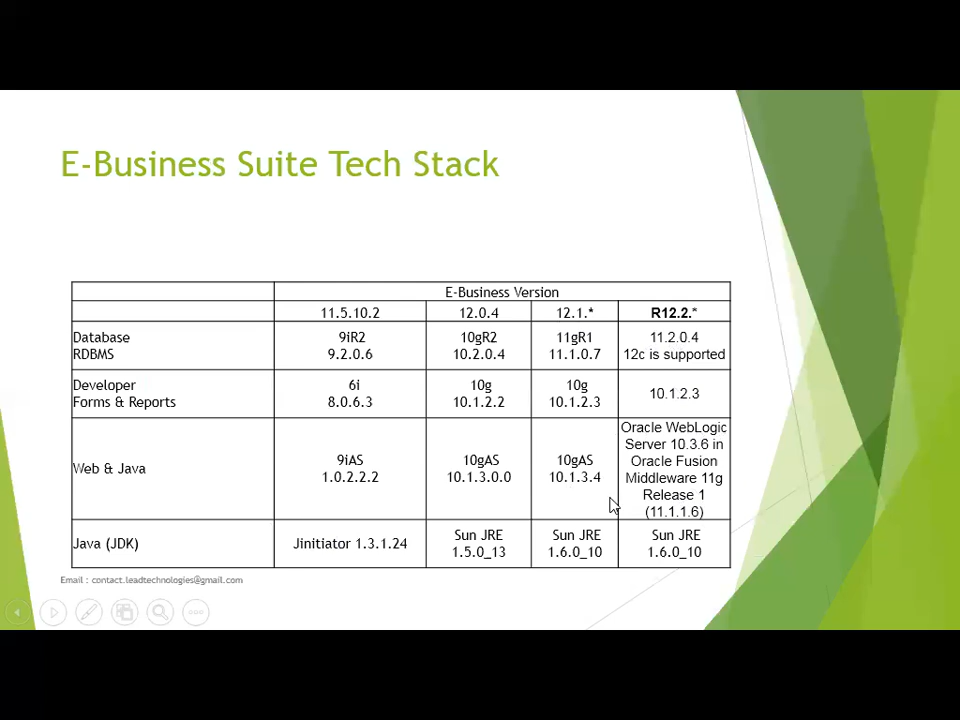 E-Business Suite Tech Stack
E-Business Version
11.5.10.2 12.0.4 12.1.* R12.2.*
Database
RDBMS
9iR2
9.2.0.6
10gR2
10.2.0.4
11gR1
11.1.0.7
11.2.0.4
12c is supported
Developer
Forms & Reports
6i
8.0.6.3
10g
10.1.2.2
10g
10.1.2.3
10.1.2.3
Web & Java
9iAS
1.0.2.2.2
10gAS
10.1.3.0.0
10gAS
10.1.3.4
Oracle WebLogic
Server 10.3.6 in
Oracle Fusion
Middleware 11g
Release 1
(11.1.1.6)
Java (JDK)
Jinitiator 1.3.1.24
Sun JRE
1.5.0_13
Sun JRE
1.6.0_10
Sun JRE
1.6.0_10
Email : contact.leadtechnologies@gmail.com